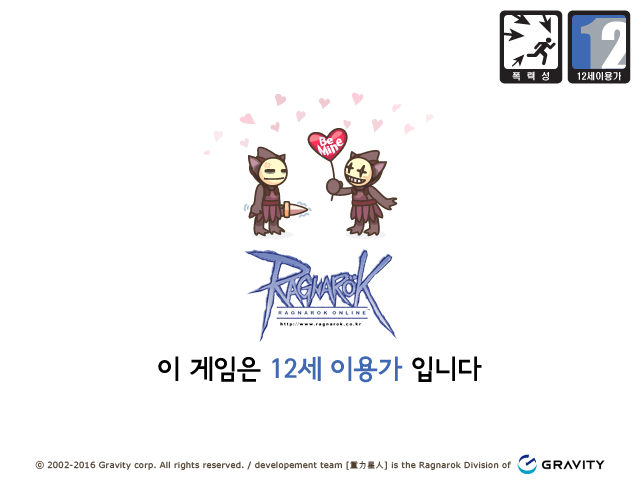 폭력성
12
12세이용가
Be
Mine
RAGNARÖK
RAGNAROK ONLINE
http://www.ragnarok.co.kr
이 게임은 12세 이용가 입니다
© 2002-2016 Gravity corp. All rights reserved. / developement team [重力星人] is the Ragnarok Division of GRAVITY